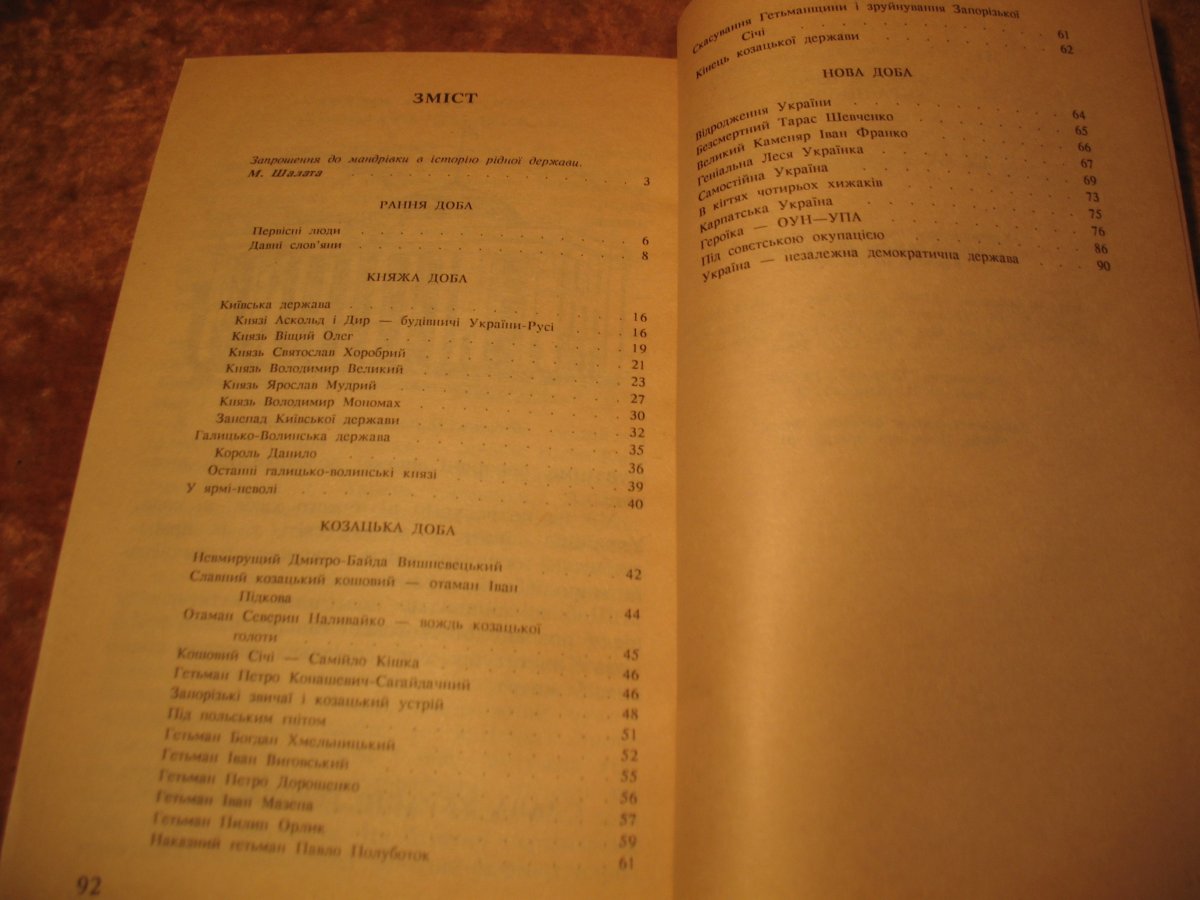 ЗМІСТ
Запрошення до мандрівки в історію рідної держави.
М. Шалата . . . . . . . . . . 3
РАННЯ ДОБА
Первісні люди . . . . . . . . . . 6
Давні слов'яни . . . . . . . . . . 8
КНЯЖА ДОБА
Київська держава . . . . . . . . . . 16
Князі Аскольд і Дир — будівничі України-Русі . . 16
Князь Віщий Олег . . . . . . . . . . 19
Князь Святослав Хоробрий . . . . . . . . 21
Князь Володимир Великий . . . . . . . . 23
Князь Ярослав Мудрий . . . . . . . . 27
Князь Володимир Мономах . . . . . . . . 30
Занепад Київської держави . . . . . . . . 32
Галицько-Волинська держава . . . . . . . . 35
Король Данило . . . . . . . . . . 36
Останні галицько-волинські князі . . . . . . 39
У ярмі-неволі . . . . . . . . . . 40
КОЗАЦЬКА ДОБА
Невмирущий Дмитро-Байда Вишневецький . . . . 42
Славний козацький кошовий — отаман Іван
Підкова . . . . . . . . . . 44
Отаман Северин Наливайко — вождь козацької
голоти . . . . . . . . . . 45
Кошовий Січі — Самійло Кішка . . . . . . 46
Гетьман Петро Конашевич-Сагайдачний . . . . 46
Запорізькі звичаї і козацький устрій . . . . 48
Під польським гнітом . . . . . . . . 51
Гетьман Богдан Хмельницький . . . . . . 52
Гетьман Іван Виговський . . . . . . . . 55
Гетьман Петро Дорошенко . . . . . . . . 56
Гетьман Іван Мазепа . . . . . . . . 57
Гетьман Пилип Орлик . . . . . . . . 59
Наказний гетьман Павло Полуботок . . . . . . 61
92
Скасування Гетьманщини і зруйнування Запорізької
Січі . . . . . . . . . . 61
Кінець козацької держави . . . . . . . . 62
НОВА ДОБА
Відродження України . . . . . . . . 64
Безсмертний Тарас Шевченко . . . . . . 65
Великий Каменяр Іван Франко . . . . . . 66
Геніальна Леся Українка . . . . . . . . 67
Самостійна Україна . . . . . . . . 69
В кігтях чотирьох хижаків . . . . . . 73
Карпатська Україна . . . . . . . . 75
Героїка — ОУН—УПА . . . . . . . . 76
Під совєтською окупацією . . . . . . . . 86
Україна — незалежна демократична держава . . . . 90